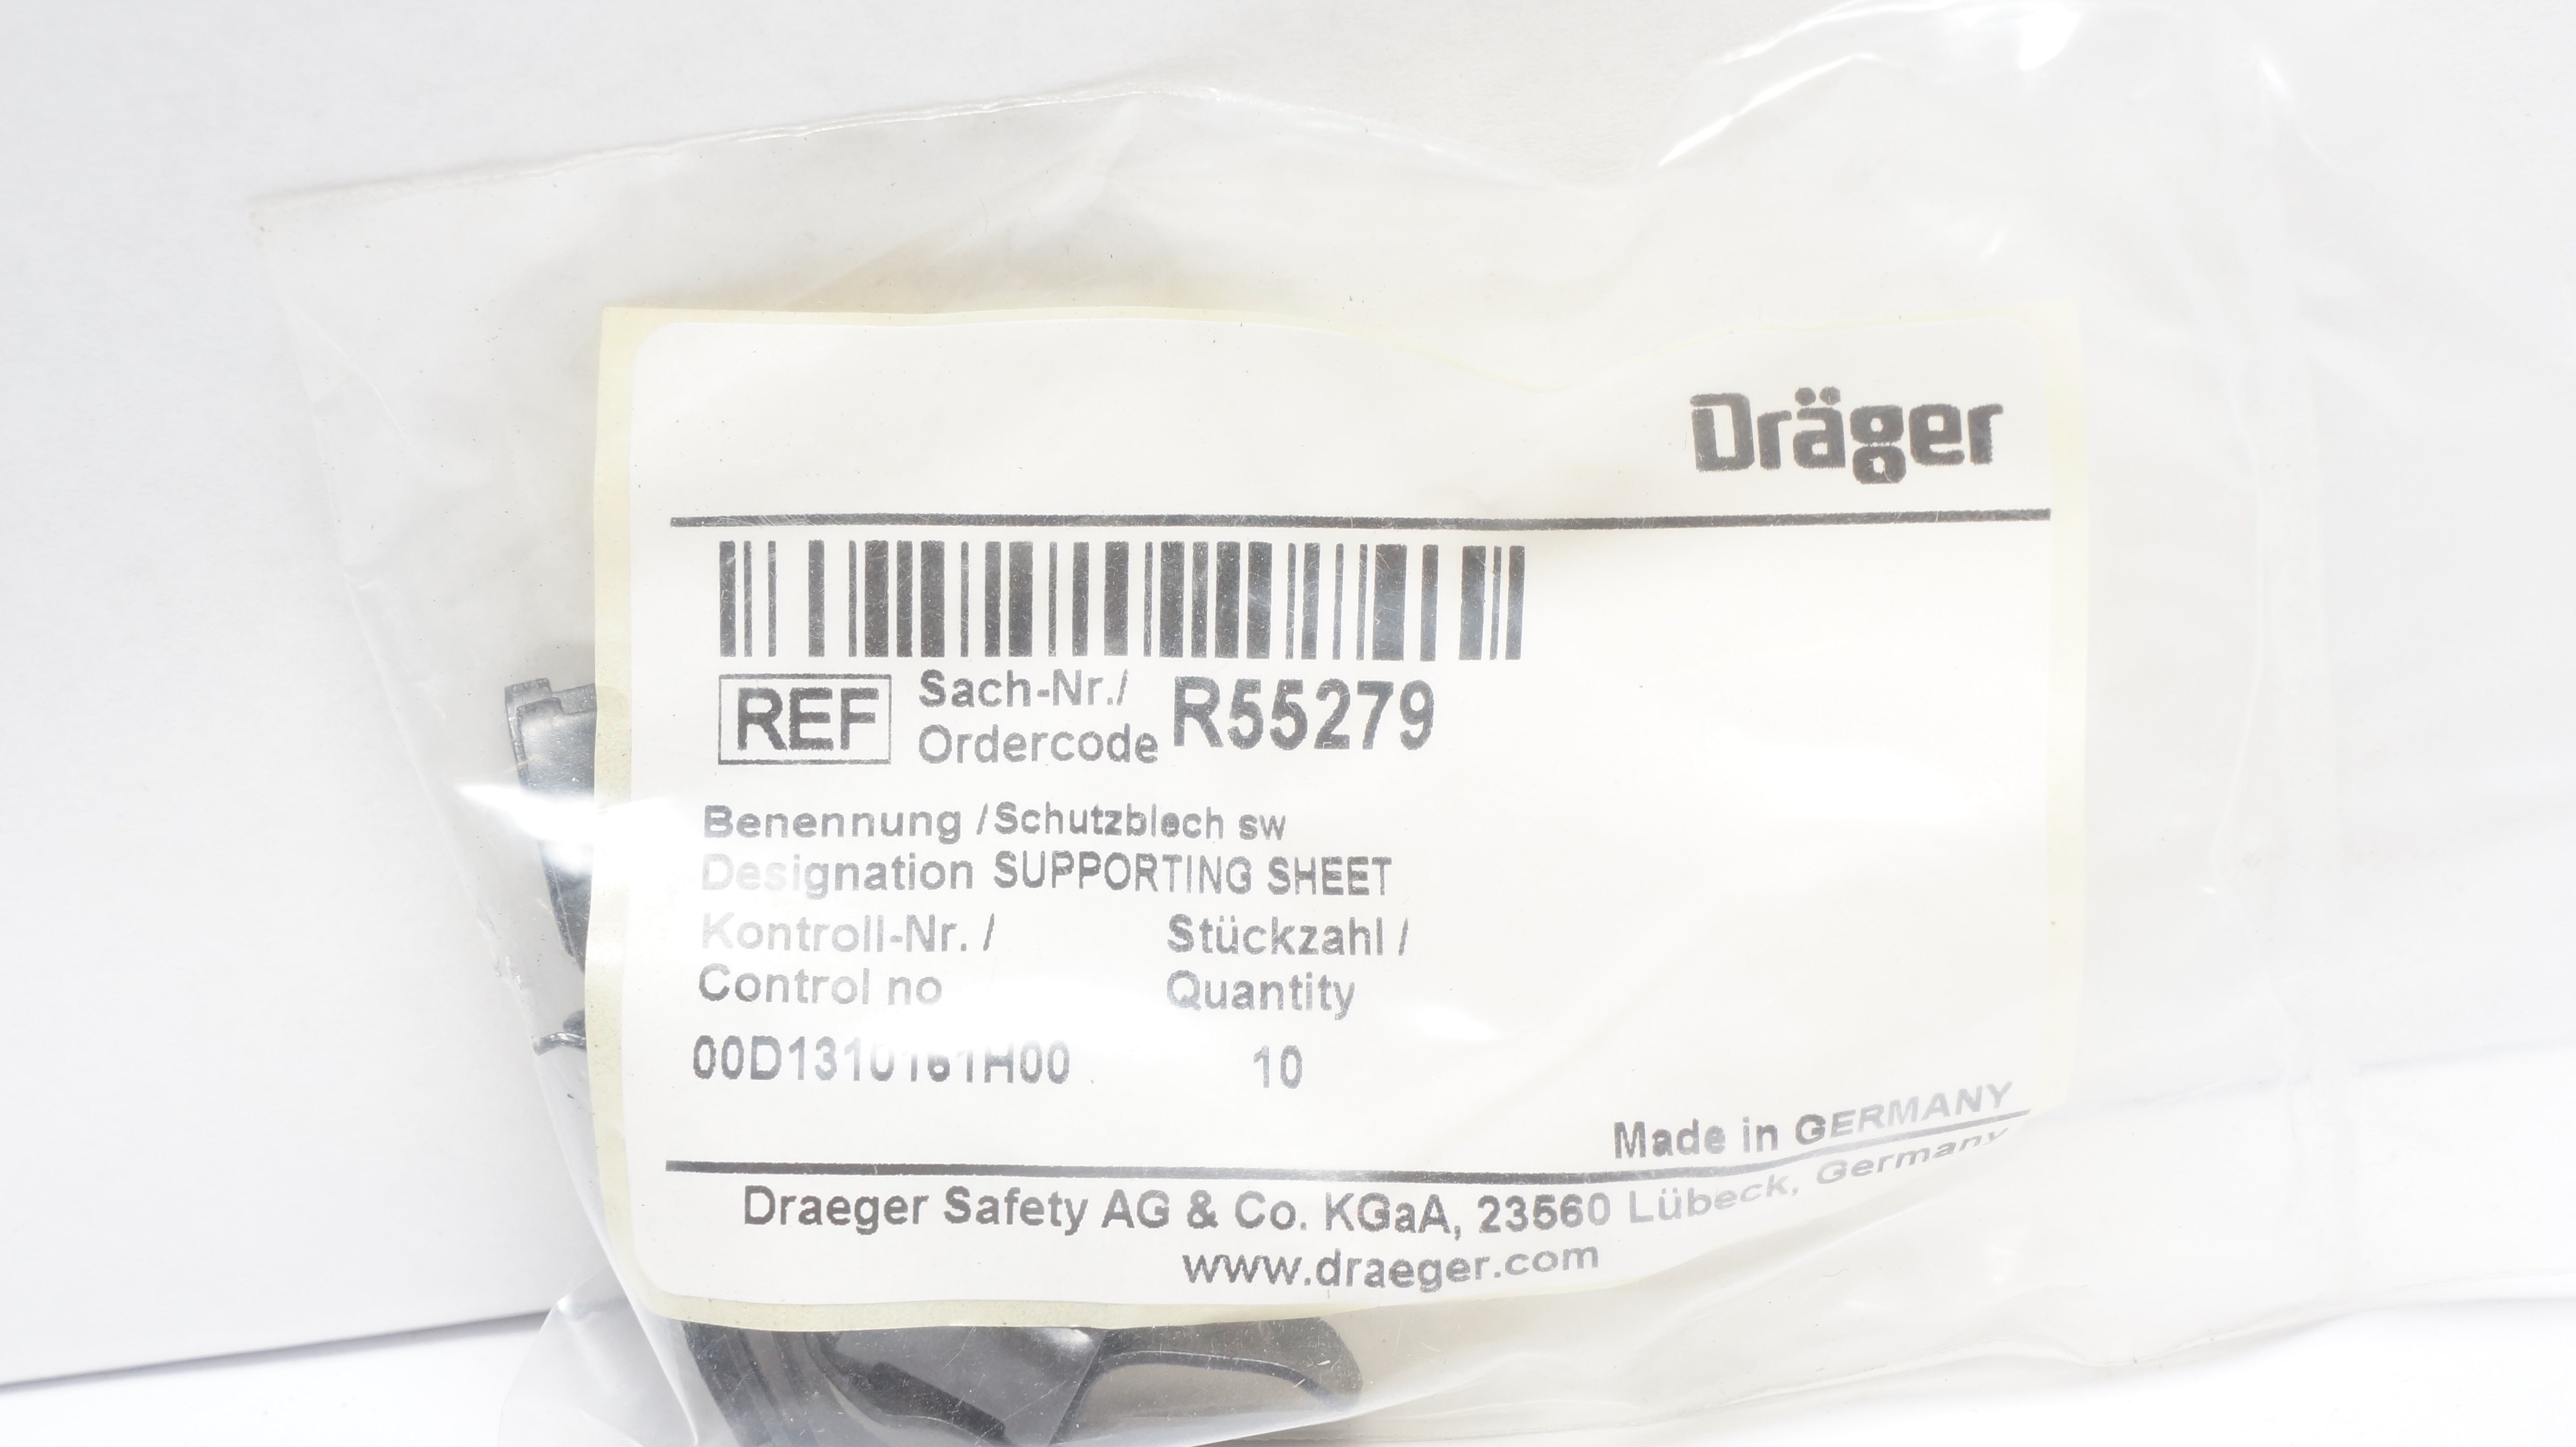 Dräger
REF Sach-Nr./ R55279
Ordercode
Benennung / Schutzblech sw
Designation SUPPORTING SHEET
Kontroll-Nr. / Stückzahl /
Control no Quantity
00D1310161H00 10
Made in GERMANY
Draeger Safety AG & Co. KGaA, 23560 Lübeck, Germany
www.draeger.com